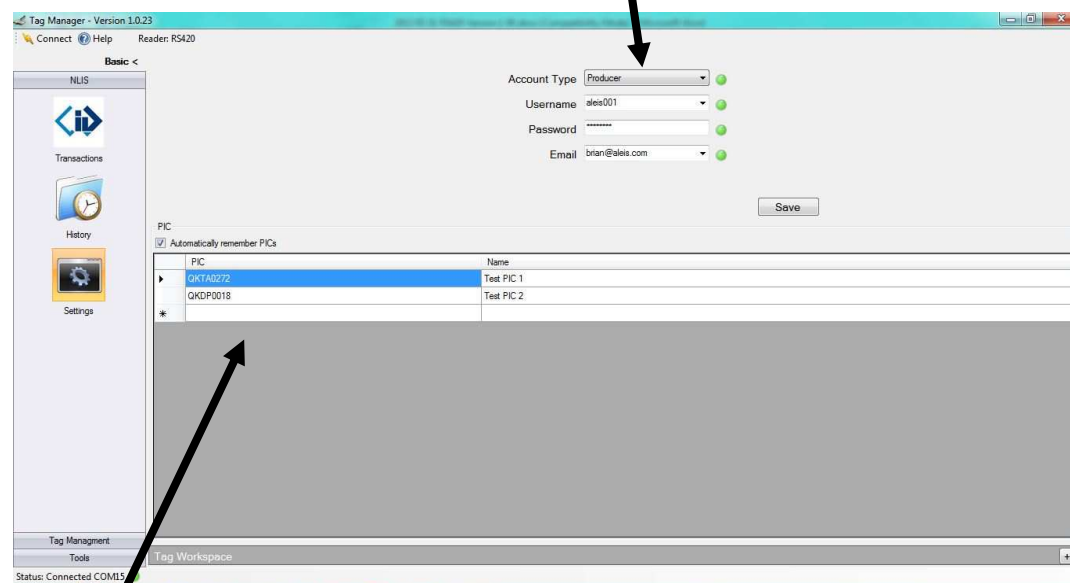 Tag Manager - Version 1.0.23
Connect Help Reader: RS420
Basic <
NLIS
Transactions
History
Settings
Account Type Producer
Username aleis001
Password ********
Email brian@aleis.com
Save
PIC
Automatically remember PICs
PIC Name
QKTA0272 Test PIC 1
QKDP0018 Test PIC 2
*
Tag Managment
Tools
Tag Workspace +
Status: Connected COM15